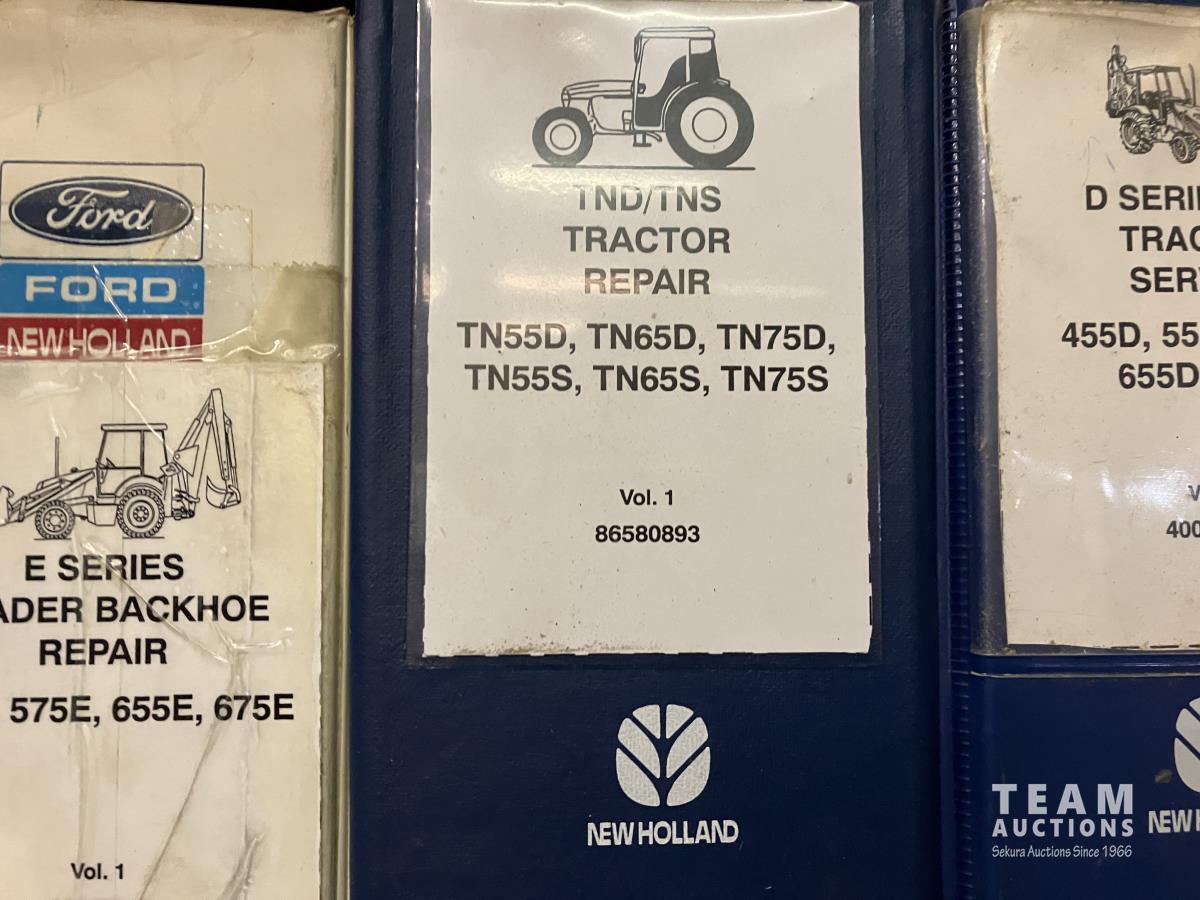 Ford
FORD
NEW HOLLAND
E SERIES
BACKHOE
REPAIR
575E, 655E, 675E
Vol. 1
TND/TNS
TRACTOR
REPAIR
TN55D, TN65D, TN75D,
TN55S, TN65S, TN75S
Vol. 1
86580893
NEW HOLLAND
D SERI
TRAC
SER
455D, 55
655D
V
400
NEW H
TEAM
AUCTIONS
Sekura Auctions Since 1966